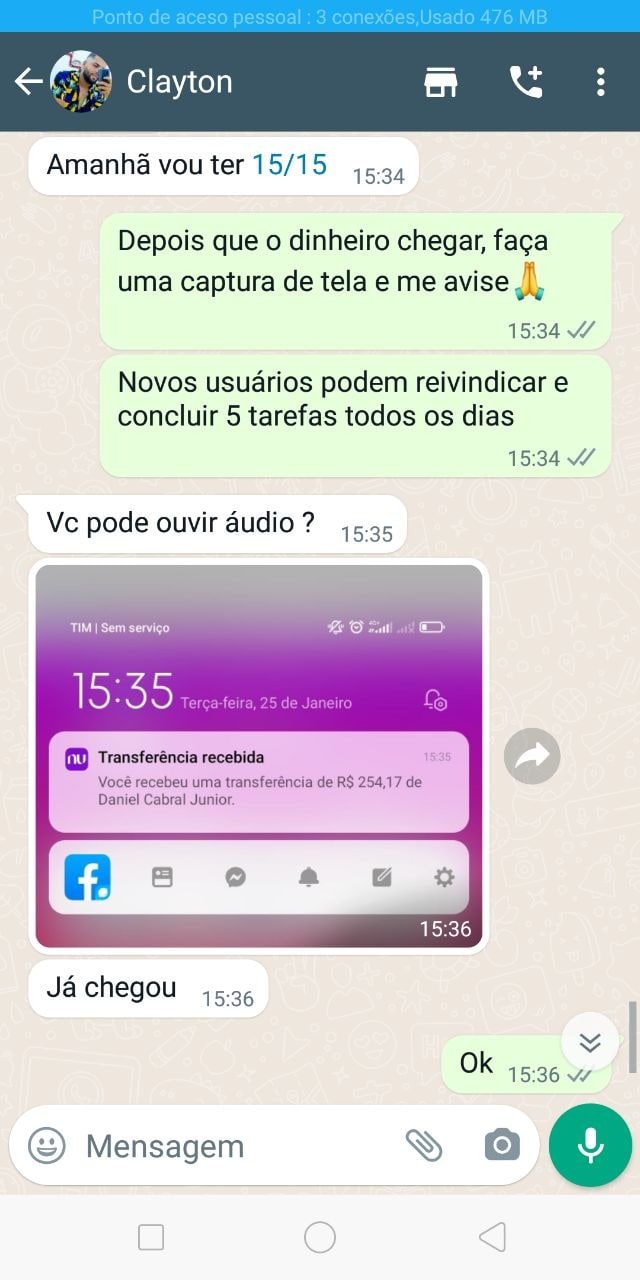 Ponto de aceso pessoal : 3 conexões,Usado 476 MB
Clayton
Amanhã vou ter 15/15
15:34
Depois que o dinheiro chegar, faça
uma captura de tela e me avise🙏
15:34
Novos usuários podem reivindicar e
concluir 5 tarefas todos os dias
15:34
Vc pode ouvir áudio ?
15:35
TIM | Sem serviço
15:35 Terça-feira, 25 de Janeiro
nu Transferência recebida
15:35
Você recebeu uma transferência de R$ 254,17 de
Daniel Cabral Junior.
15:36
Já chegou
15:36
Ok
15:36
Mensagem